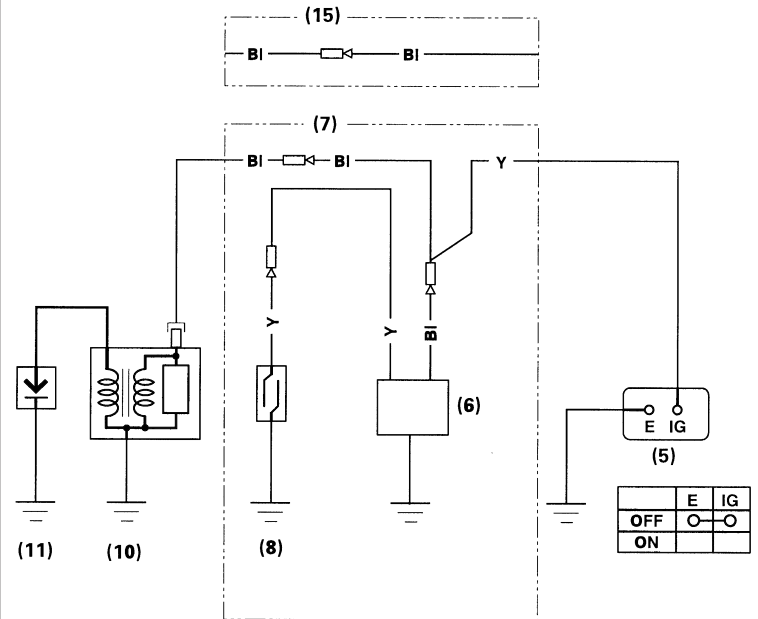 (15)
Bl Bl
(7)
Bl Bl Y
Y Y Bl
(6)
E IG
(5)
E IG
OFF
ON
(11) (10) (8)